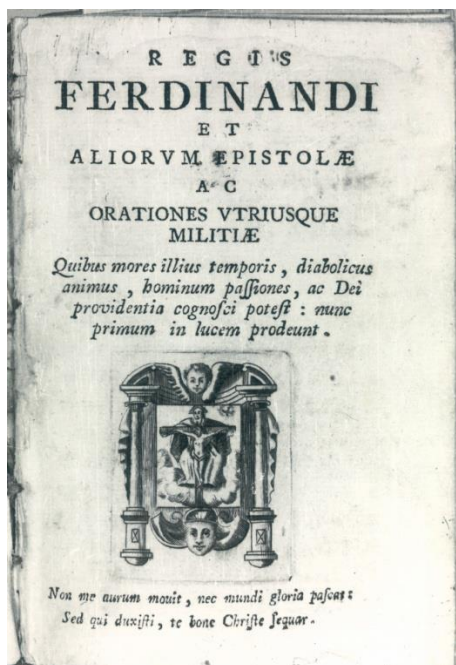 REGIS
FERDINANDI
ET
ALIORVM EPISTOLÆ
AC
ORATIONES VTRIUSQUE
MILITIÆ
Quibus mores illius temporis, diabolicus
animus, hominum paſſiones, ac Dei
providentia cognoſci poteſt: nunc
primum in lucem prodeunt.
Non me aurum mouit, nec mundi gloria paſcat:
Sed qui duxiſti, te bone Chriſte ſequar.